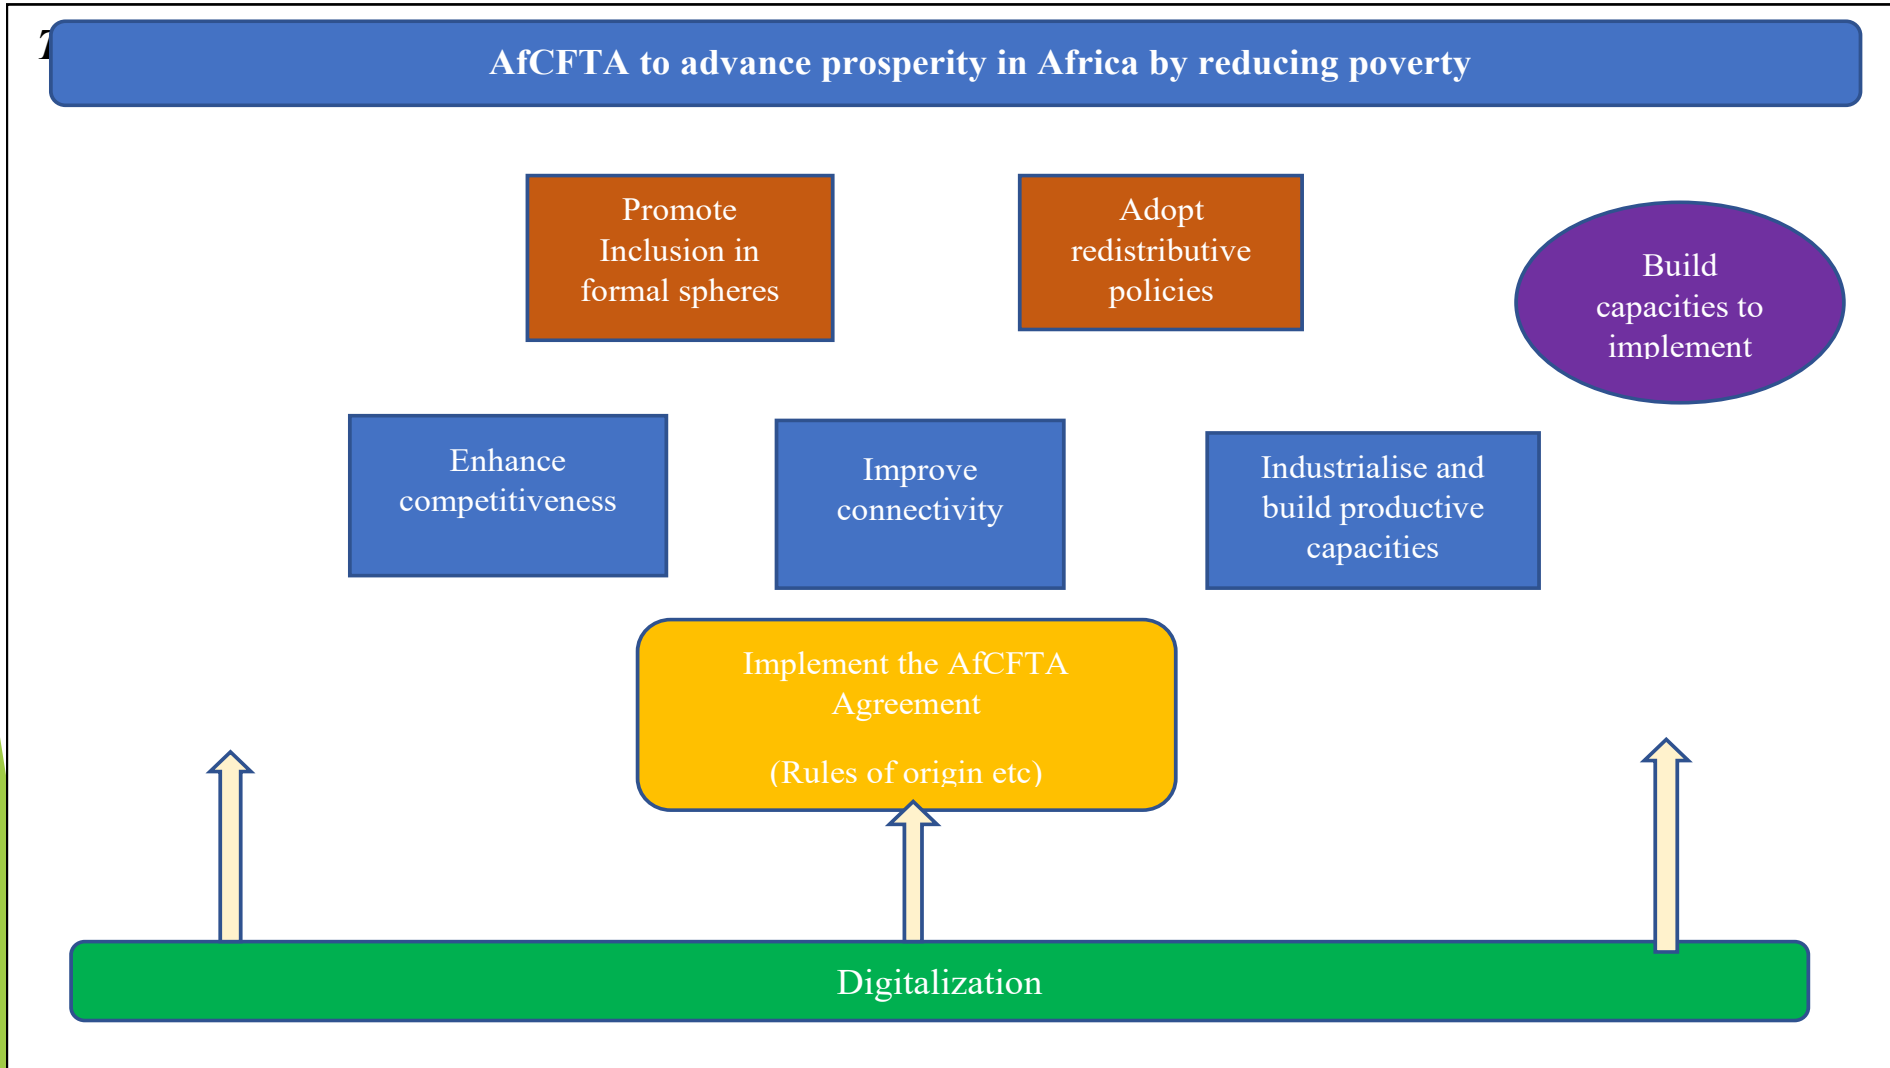 AfCFTA to advance prosperity in Africa by reducing poverty
Promote
Inclusion in
formal spheres
Adopt
redistributive
policies
Build
capacities to
implement
Enhance
competitiveness
Improve
connectivity
Industrialise and
build productive
capacities
Implement the AfCFTA
Agreement
(Rules of origin etc)
Digitalization